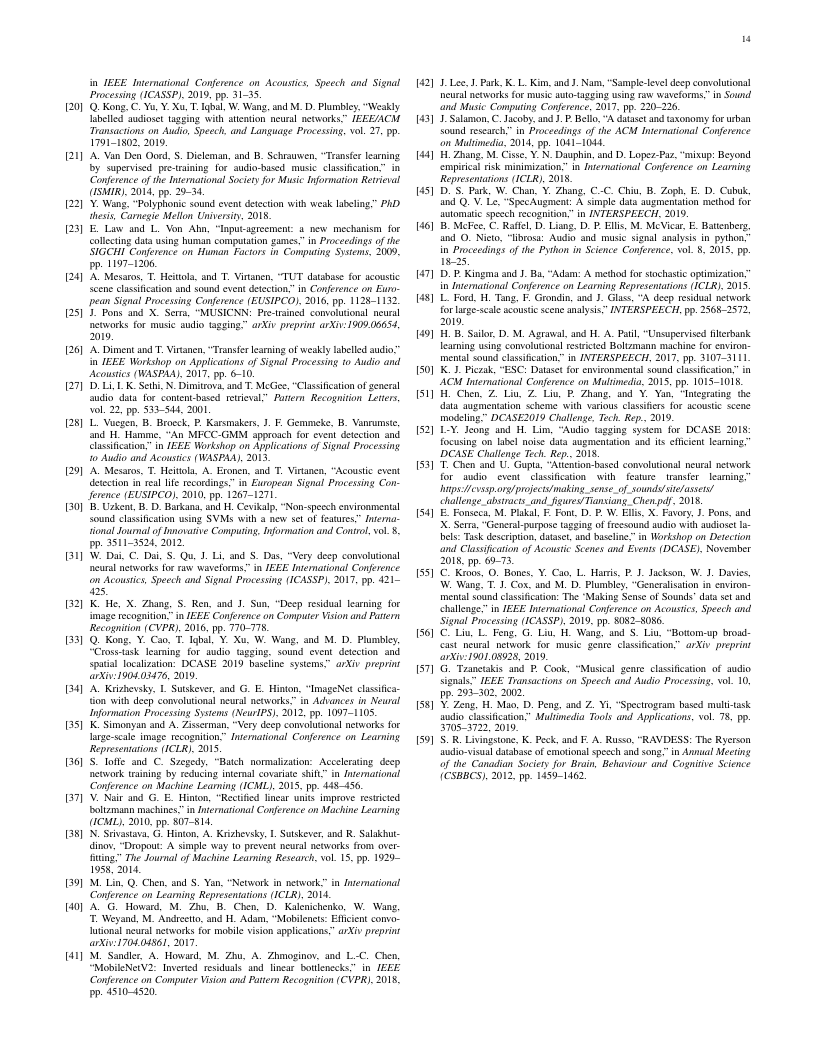 14
in IEEE International Conference on Acoustics, Speech and Signal
Processing (ICASSP), 2019, pp. 31–35.
[20] Q. Kong, C. Yu, Y. Xu, T. Iqbal, W. Wang, and M. D. Plumbley, “Weakly
labelled audioset tagging with attention neural networks,” IEEE/ACM
Transactions on Audio, Speech, and Language Processing, vol. 27, pp.
1791–1802, 2019.
[21] A. Van Den Oord, S. Dieleman, and B. Schrauwen, “Transfer learning
by supervised pre-training for audio-based music classification,” in
Conference of the International Society for Music Information Retrieval
(ISMIR), 2014, pp. 29–34.
[22] Y. Wang, “Polyphonic sound event detection with weak labeling,” PhD
thesis, Carnegie Mellon University, 2018.
[23] E. Law and L. Von Ahn, “Input-agreement: a new mechanism for
collecting data using human computation games,” in Proceedings of the
SIGCHI Conference on Human Factors in Computing Systems, 2009,
pp. 1197–1206.
[24] A. Mesaros, T. Heittola, and T. Virtanen, “TUT database for acoustic
scene classification and sound event detection,” in Conference on Euro-
pean Signal Processing Conference (EUSIPCO), 2016, pp. 1128–1132.
[25] J. Pons and X. Serra, “MUSICNN: Pre-trained convolutional neural
networks for music audio tagging,” arXiv preprint arXiv:1909.06654,
2019.
[26] A. Diment and T. Virtanen, “Transfer learning of weakly labelled audio,”
in IEEE Workshop on Applications of Signal Processing to Audio and
Acoustics (WASPAA), 2017, pp. 6–10.
[27] D. Li, I. K. Sethi, N. Dimitrova, and T. McGee, “Classification of general
audio data for content-based retrieval,” Pattern Recognition Letters,
vol. 22, pp. 533–544, 2001.
[28] L. Vuegen, B. Broeck, P. Karsmakers, J. F. Gemmeke, B. Vanrumste,
and H. Hamme, “An MFCC-GMM approach for event detection and
classification,” in IEEE Workshop on Applications of Signal Processing
to Audio and Acoustics (WASPAA), 2013.
[29] A. Mesaros, T. Heittola, A. Eronen, and T. Virtanen, “Acoustic event
detection in real life recordings,” in European Signal Processing Con-
ference (EUSIPCO), 2010, pp. 1267–1271.
[30] B. Uzkent, B. D. Barkana, and H. Cevikalp, “Non-speech environmental
sound classification using SVMs with a new set of features,” Interna-
tional Journal of Innovative Computing, Information and Control, vol. 8,
pp. 3511–3524, 2012.
[31] W. Dai, C. Dai, S. Qu, J. Li, and S. Das, “Very deep convolutional
neural networks for raw waveforms,” in IEEE International Conference
on Acoustics, Speech and Signal Processing (ICASSP), 2017, pp. 421–
425.
[32] K. He, X. Zhang, S. Ren, and J. Sun, “Deep residual learning for
image recognition,” in IEEE Conference on Computer Vision and Pattern
Recognition (CVPR), 2016, pp. 770–778.
[33] Q. Kong, Y. Cao, T. Iqbal, Y. Xu, W. Wang, and M. D. Plumbley,
“Cross-task learning for audio tagging, sound event detection and
spatial localization: DCASE 2019 baseline systems,” arXiv preprint
arXiv:1904.03476, 2019.
[34] A. Krizhevsky, I. Sutskever, and G. E. Hinton, “ImageNet classifica-
tion with deep convolutional neural networks,” in Advances in Neural
Information Processing Systems (NeurIPS), 2012, pp. 1097–1105.
[35] K. Simonyan and A. Zisserman, “Very deep convolutional networks for
large-scale image recognition,” International Conference on Learning
Representations (ICLR), 2015.
[36] S. Ioffe and C. Szegedy, “Batch normalization: Accelerating deep
network training by reducing internal covariate shift,” in International
Conference on Machine Learning (ICML), 2015, pp. 448–456.
[37] V. Nair and G. E. Hinton, “Rectified linear units improve restricted
boltzmann machines,” in International Conference on Machine Learning
(ICML), 2010, pp. 807–814.
[38] N. Srivastava, G. Hinton, A. Krizhevsky, I. Sutskever, and R. Salakhut-
dinov, “Dropout: A simple way to prevent neural networks from over-
fitting,” The Journal of Machine Learning Research, vol. 15, pp. 1929–
1958, 2014.
[39] M. Lin, Q. Chen, and S. Yan, “Network in network,” in International
Conference on Learning Representations (ICLR), 2014.
[40] A. G. Howard, M. Zhu, B. Chen, D. Kalenichenko, W. Wang,
T. Weyand, M. Andreetto, and H. Adam, “Mobilenets: Efficient convo-
lutional neural networks for mobile vision applications,” arXiv preprint
arXiv:1704.04861, 2017.
[41] M. Sandler, A. Howard, M. Zhu, A. Zhmoginov, and L.-C. Chen,
“MobileNetV2: Inverted residuals and linear bottlenecks,” in IEEE
Conference on Computer Vision and Pattern Recognition (CVPR), 2018,
pp. 4510–4520.
[42] J. Lee, J. Park, K. L. Kim, and J. Nam, “Sample-level deep convolutional
neural networks for music auto-tagging using raw waveforms,” in Sound
and Music Computing Conference, 2017, pp. 220–226.
[43] J. Salamon, C. Jacoby, and J. P. Bello, “A dataset and taxonomy for urban
sound research,” in Proceedings of the ACM International Conference
on Multimedia, 2014, pp. 1041–1044.
[44] H. Zhang, M. Cisse, Y. N. Dauphin, and D. Lopez-Paz, “mixup: Beyond
empirical risk minimization,” in International Conference on Learning
Representations (ICLR), 2018.
[45] D. S. Park, W. Chan, Y. Zhang, C.-C. Chiu, B. Zoph, E. D. Cubuk,
and Q. V. Le, “SpecAugment: A simple data augmentation method for
automatic speech recognition,” in INTERSPEECH, 2019.
[46] B. McFee, C. Raffel, D. Liang, D. P. Ellis, M. McVicar, E. Battenberg,
and O. Nieto, “librosa: Audio and music signal analysis in python,”
in Proceedings of the Python in Science Conference, vol. 8, 2015, pp.
18–25.
[47] D. P. Kingma and J. Ba, “Adam: A method for stochastic optimization,”
in International Conference on Learning Representations (ICLR), 2015.
[48] L. Ford, H. Tang, F. Grondin, and J. Glass, “A deep residual network
for large-scale acoustic scene analysis,” INTERSPEECH, pp. 2568–2572,
2019.
[49] H. B. Sailor, D. M. Agrawal, and H. A. Patil, “Unsupervised filterbank
learning using convolutional restricted Boltzmann machine for environ-
mental sound classification,” in INTERSPEECH, 2017, pp. 3107–3111.
[50] K. J. Piczak, “ESC: Dataset for environmental sound classification,” in
ACM International Conference on Multimedia, 2015, pp. 1015–1018.
[51] H. Chen, Z. Liu, Z. Liu, P. Zhang, and Y. Yan, “Integrating the
data augmentation scheme with various classifiers for acoustic scene
modeling,” DCASE2019 Challenge, Tech. Rep., 2019.
[52] I.-Y. Jeong and H. Lim, “Audio tagging system for DCASE 2018:
focusing on label noise data augmentation and its efficient learning,”
DCASE Challenge Tech. Rep., 2018.
[53] T. Chen and U. Gupta, “Attention-based convolutional neural network
for audio event classification with feature transfer learning,”
https://cvssp.org/projects/making_sense_of_sounds/site/assets/
challenge_abstracts_and_figures/Tianxiang_Chen.pdf, 2018.
[54] E. Fonseca, M. Plakal, F. Font, D. P. W. Ellis, X. Favory, J. Pons, and
X. Serra, “General-purpose tagging of freesound audio with audioset la-
bels: Task description, dataset, and baseline,” in Workshop on Detection
and Classification of Acoustic Scenes and Events (DCASE), November
2018, pp. 69–73.
[55] C. Kroos, O. Bones, Y. Cao, L. Harris, P. J. Jackson, W. J. Davies,
W. Wang, T. J. Cox, and M. D. Plumbley, “Generalisation in environ-
mental sound classification: The ‘Making Sense of Sounds’ data set and
challenge,” in IEEE International Conference on Acoustics, Speech and
Signal Processing (ICASSP), 2019, pp. 8082–8086.
[56] C. Liu, L. Feng, G. Liu, H. Wang, and S. Liu, “Bottom-up broad-
cast neural network for music genre classification,” arXiv preprint
arXiv:1901.08928, 2019.
[57] G. Tzanetakis and P. Cook, “Musical genre classification of audio
signals,” IEEE Transactions on Speech and Audio Processing, vol. 10,
pp. 293–302, 2002.
[58] Y. Zeng, H. Mao, D. Peng, and Z. Yi, “Spectrogram based multi-task
audio classification,” Multimedia Tools and Applications, vol. 78, pp.
3705–3722, 2019.
[59] S. R. Livingstone, K. Peck, and F. A. Russo, “RAVDESS: The Ryerson
audio-visual database of emotional speech and song,” in Annual Meeting
of the Canadian Society for Brain, Behaviour and Cognitive Science
(CSBBCS), 2012, pp. 1459–1462.